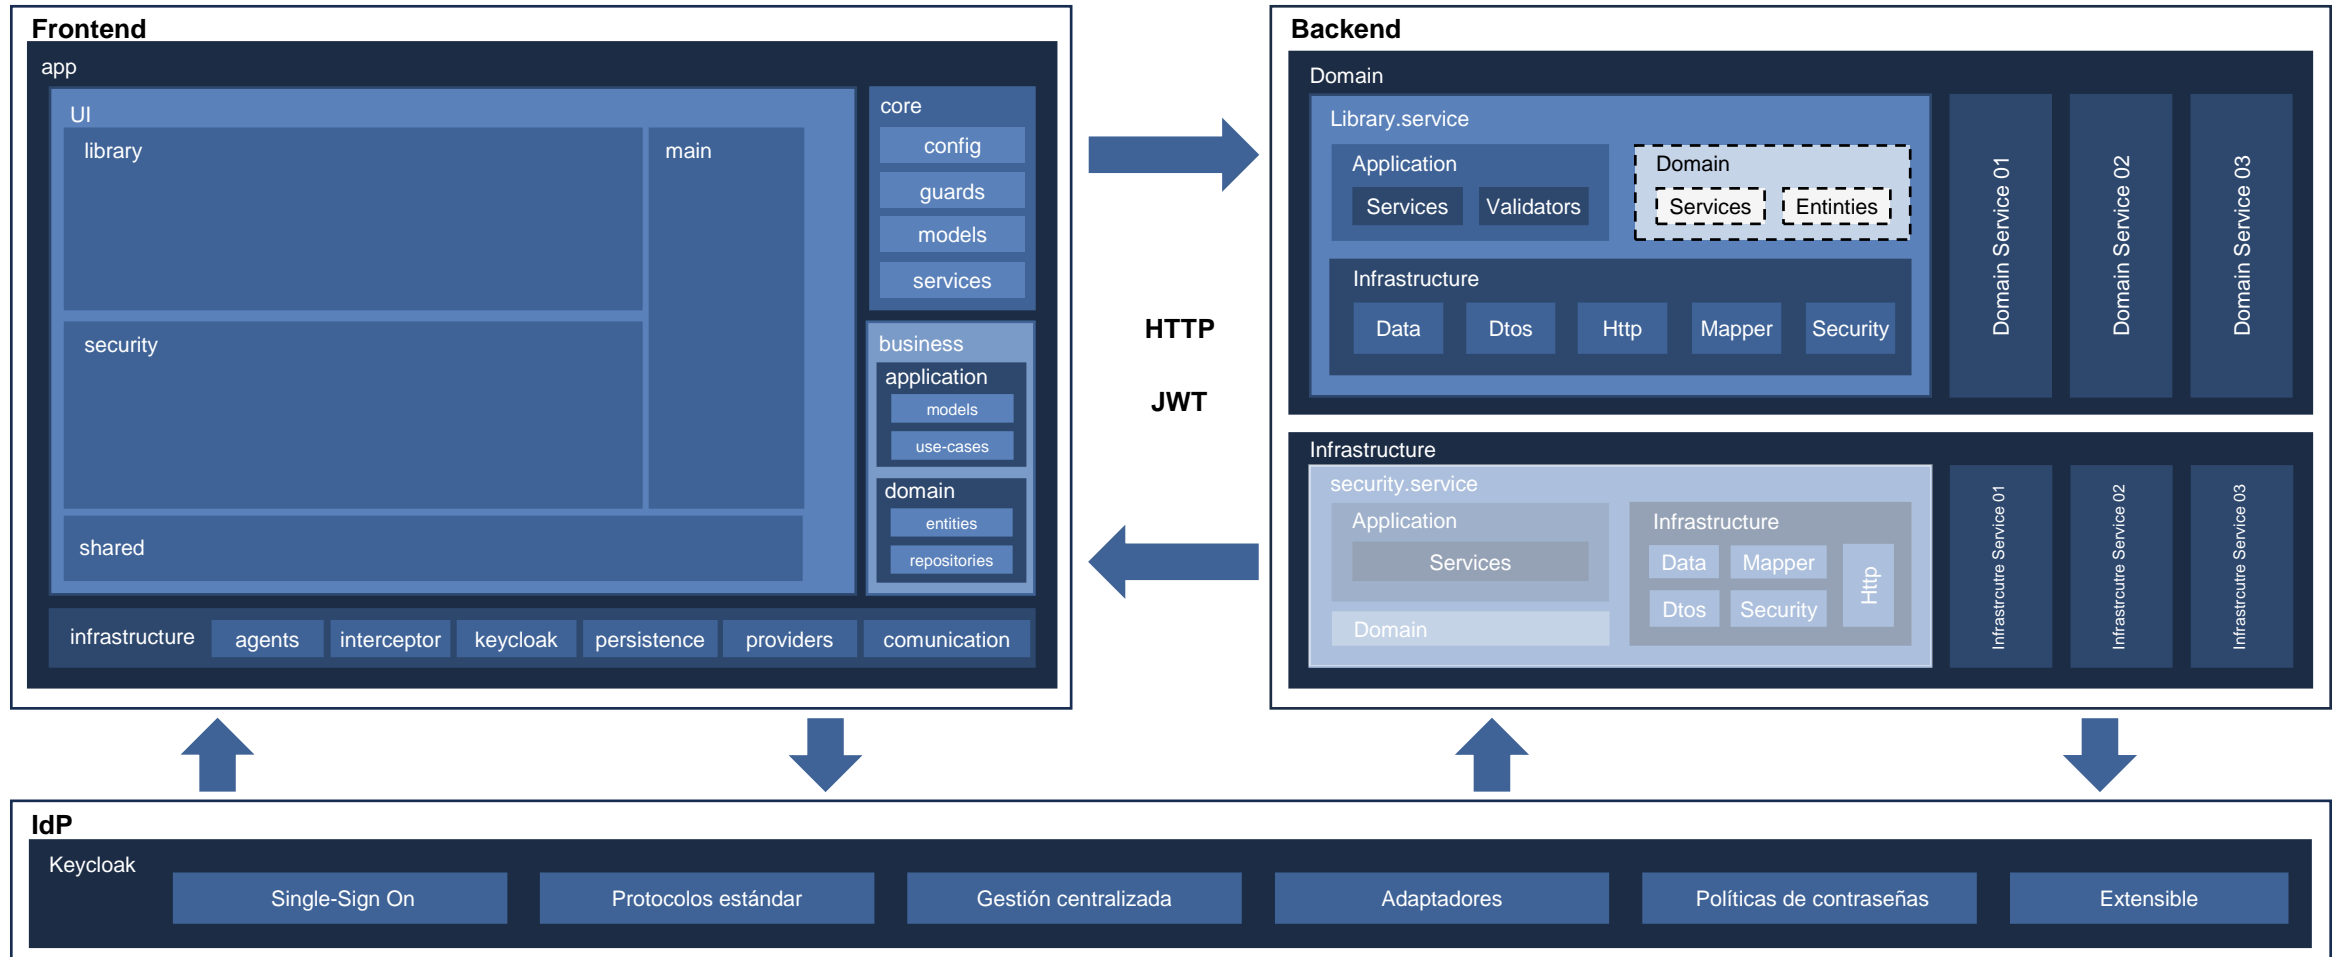 Frontend
app
UI
library
main
security
shared
core
config
guards
models
services
business
application
models
use-cases
domain
entities
repositories
infrastructure
agents
interceptor
keycloak
persistence
providers
comunication
HTTP
JWT
Backend
Domain
Library.service
Application
Services
Validators
Domain
Services
Entinties
Infrastructure
Data
Dtos
Http
Mapper
Security
Domain Service 01
Domain Service 02
Domain Service 03
Infrastructure
security.service
Application
Services
Domain
Infrastructure
Data
Mapper
Dtos
Security
Http
Infrastrcutre Service 01
Infrastrcutre Service 02
Infrastrcutre Service 03
IdP
Keycloak
Single-Sign On
Protocolos estándar
Gestión centralizada
Adaptadores
Políticas de contraseñas
Extensible